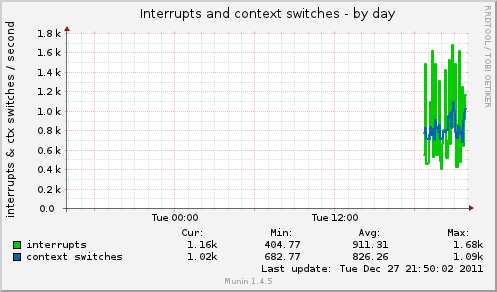 Interrupts and context switches - by day
RRDTOOL / TOBI OETIKER
interrupts & ctx switches / second
1.8 k
1.6 k
1.4 k
1.2 k
1.0 k
0.8 k
0.6 k
0.4 k
0.2 k
0.0
Tue 00:00 Tue 12:00
Cur: Min: Avg: Max:
interrupts 1.16k 404.77 911.31 1.68k
context switches 1.02k 682.77 826.26 1.09k
Last update: Tue Dec 27 21:50:02 2011
Munin 1.4.5